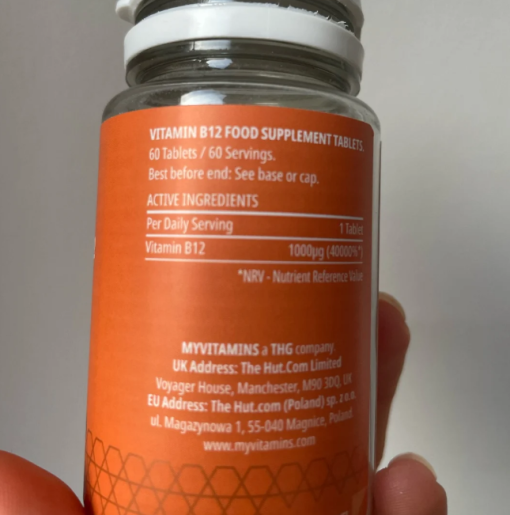 VITAMIN B12 FOOD SUPPLEMENT TABLETS.
60 Tablets / 60 Servings.
Best before end: See base or cap.
ACTIVE INGREDIENTS
Per Daily Serving 1 Tablet
Vitamin B12 1000µg (40000%*)
*NRV - Nutrient Reference Value
MYVITAMINS a THG company
UK Address: The Hut.Com Limited
Voyager House, Manchester, M90 3DQ, UK
EU Address: The Hut.com (Poland) sp. z o.o.
ul. Magazynowa 1, 55-040 Magnice, Poland.
www.myvitamins.com